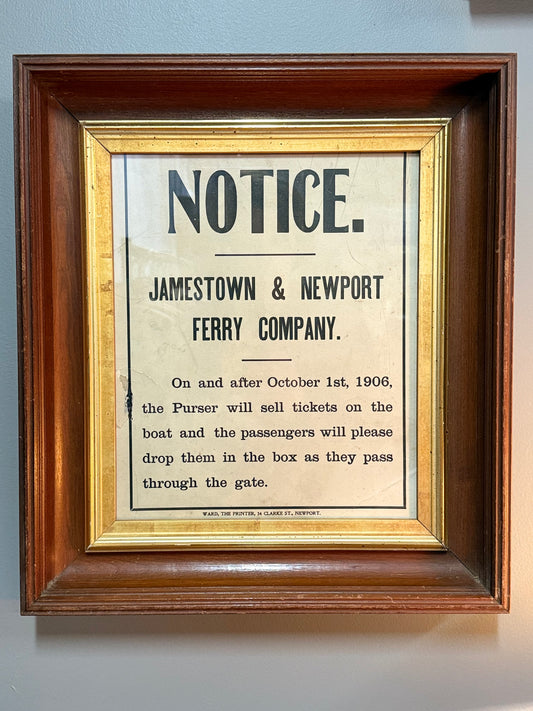 NOTICE.
JAMESTOWN & NEWPORT
FERRY COMPANY.
On and after October 1st, 1906,
the Purser will sell tickets on the
boat and the passengers will please
drop them in the box as they pass
through the gate.
WARD, THE PRINTER, 14 CLARKE ST., NEWPORT.